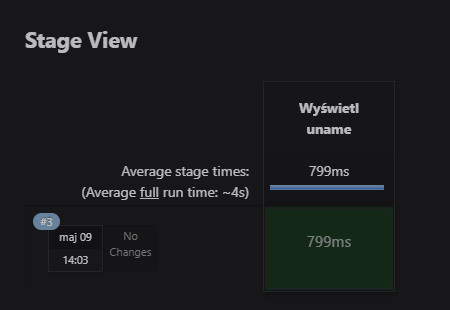 Stage View
Wyświetl
uname
Average stage times:
799ms
(Average full run time: ~4s)
#3
maj 09
No
Changes
14:03
799ms